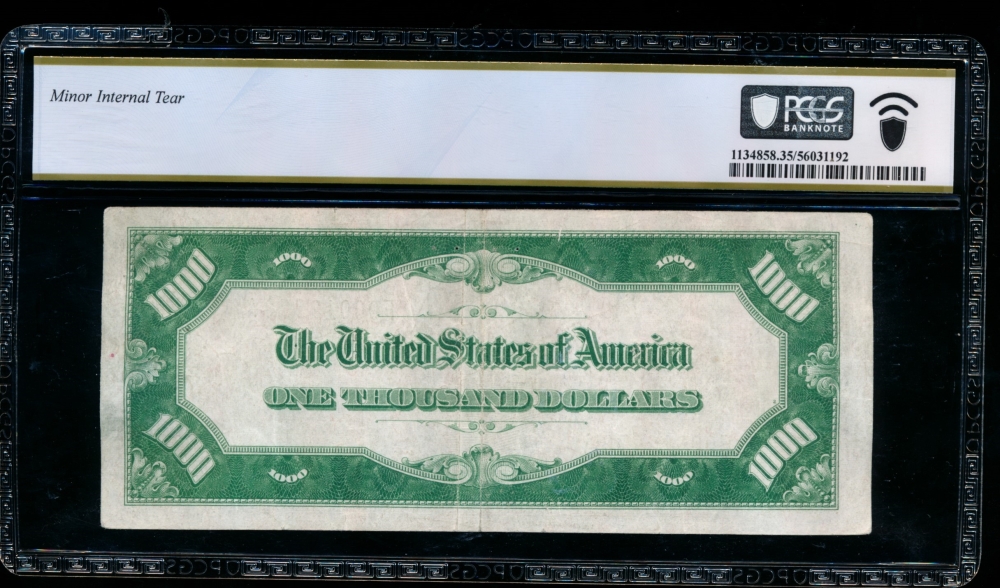 Minor Internal Tear
PCGS
BANKNOTE
1134858.35/56031192
1000 1000 1000 1000
The United States of America
ONE THOUSAND DOLLARS
1000 1000 1000 1000